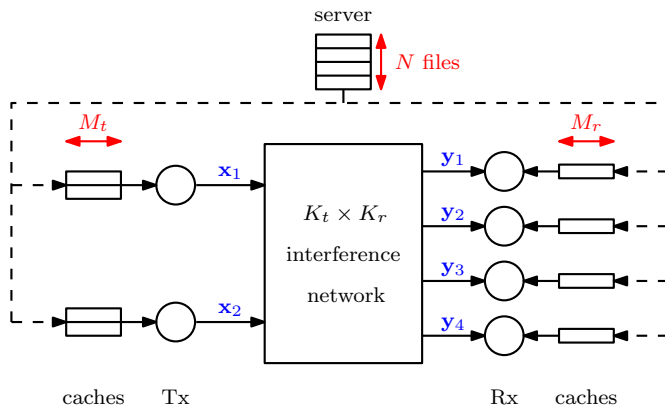 server
N files
M_t
M_r
x_1
y_1
y_2
K_t × K_r
interference
network
y_3
x_2
y_4
caches Tx Rx caches